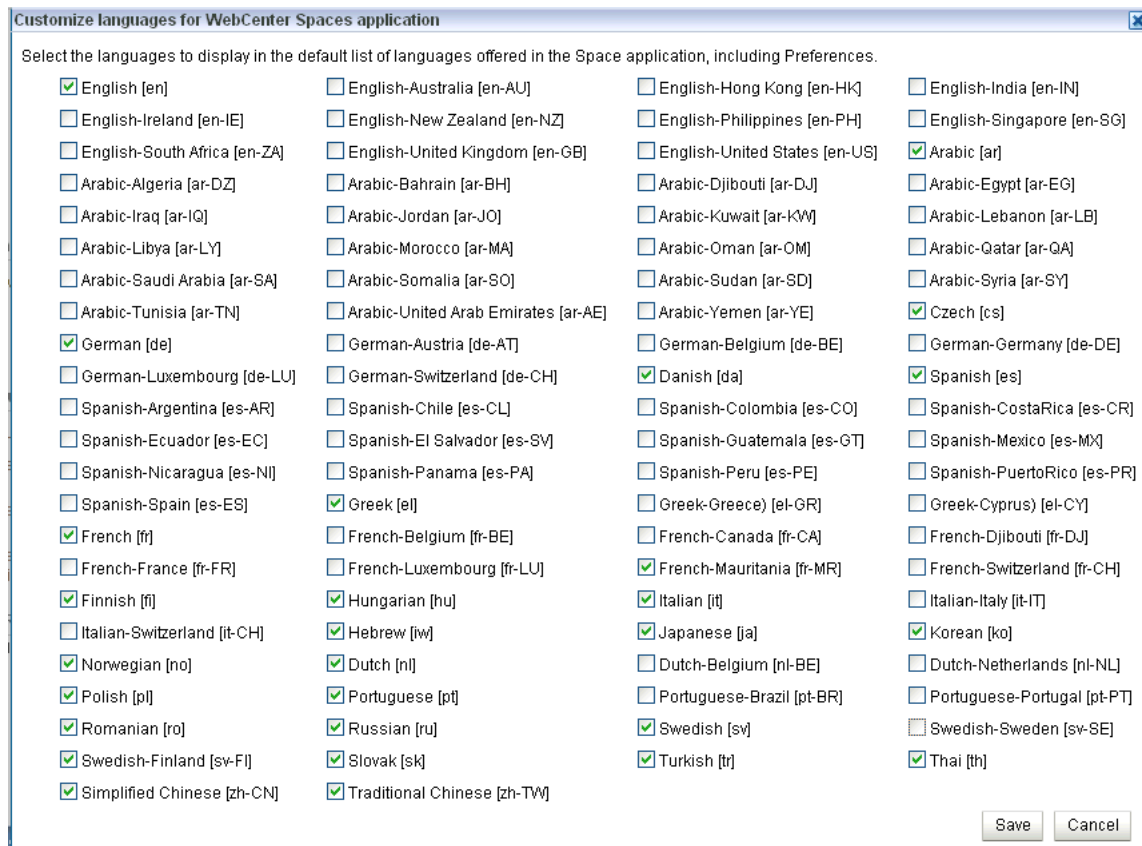 Customize languages for WebCenter Spaces application
Select the languages to display in the default list of languages offered in the Space application, including Preferences.
English [en] English-Australia [en-AU] English-Hong Kong [en-HK] English-India [en-IN]
English-Ireland [en-IE] English-New Zealand [en-NZ] English-Philippines [en-PH] English-Singapore [en-SG]
English-South Africa [en-ZA] English-United Kingdom [en-GB] English-United States [en-US] Arabic [ar]
Arabic-Algeria [ar-DZ] Arabic-Bahrain [ar-BH] Arabic-Djibouti [ar-DJ] Arabic-Egypt [ar-EG]
Arabic-Iraq [ar-IQ] Arabic-Jordan [ar-JO] Arabic-Kuwait [ar-KW] Arabic-Lebanon [ar-LB]
Arabic-Libya [ar-LY] Arabic-Morocco [ar-MA] Arabic-Oman [ar-OM] Arabic-Qatar [ar-QA]
Arabic-Saudi Arabia [ar-SA] Arabic-Somalia [ar-SO] Arabic-Sudan [ar-SD] Arabic-Syria [ar-SY]
Arabic-Tunisia [ar-TN] Arabic-United Arab Emirates [ar-AE] Arabic-Yemen [ar-YE] Czech [cs]
German [de] German-Austria [de-AT] German-Belgium [de-BE] German-Germany [de-DE]
German-Luxembourg [de-LU] German-Switzerland [de-CH] Danish [da] Spanish [es]
Spanish-Argentina [es-AR] Spanish-Chile [es-CL] Spanish-Colombia [es-CO] Spanish-CostaRica [es-CR]
Spanish-Ecuador [es-EC] Spanish-El Salvador [es-SV] Spanish-Guatemala [es-GT] Spanish-Mexico [es-MX]
Spanish-Nicaragua [es-NI] Spanish-Panama [es-PA] Spanish-Peru [es-PE] Spanish-PuertoRico [es-PR]
Spanish-Spain [es-ES] Greek [el] Greek-Greece) [el-GR] Greek-Cyprus) [el-CY]
French [fr] French-Belgium [fr-BE] French-Canada [fr-CA] French-Djibouti [fr-DJ]
French-France [fr-FR] French-Luxembourg [fr-LU] French-Mauritania [fr-MR] French-Switzerland [fr-CH]
Finnish [fi] Hungarian [hu] Italian [it] Italian-Italy [it-IT]
Italian-Switzerland [it-CH] Hebrew [iw] Japanese [ja] Korean [ko]
Norwegian [no] Dutch [nl] Dutch-Belgium [nl-BE] Dutch-Netherlands [nl-NL]
Polish [pl] Portuguese [pt] Portuguese-Brazil [pt-BR] Portuguese-Portugal [pt-PT]
Romanian [ro] Russian [ru] Swedish [sv] Swedish-Sweden [sv-SE]
Swedish-Finland [sv-FI] Slovak [sk] Turkish [tr] Thai [th]
Simplified Chinese [zh-CN] Traditional Chinese [zh-TW]
Save Cancel